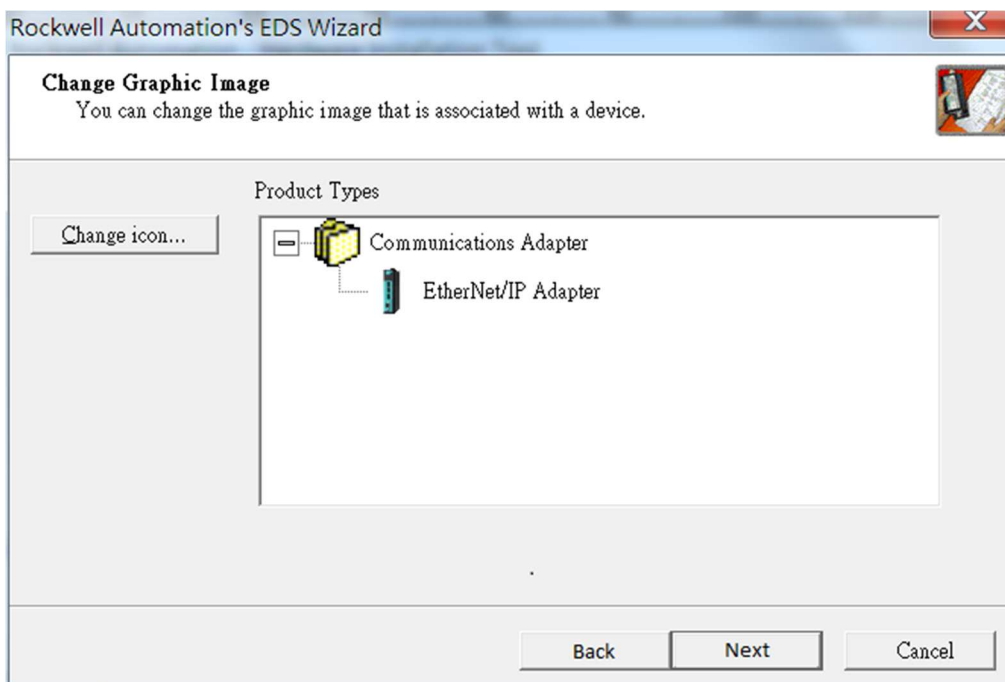 Rockwell Automation's EDS Wizard
Change Graphic Image
You can change the graphic image that is associated with a device.
Product Types
Change icon...
Communications Adapter
EtherNet/IP Adapter
Back
Next
Cancel